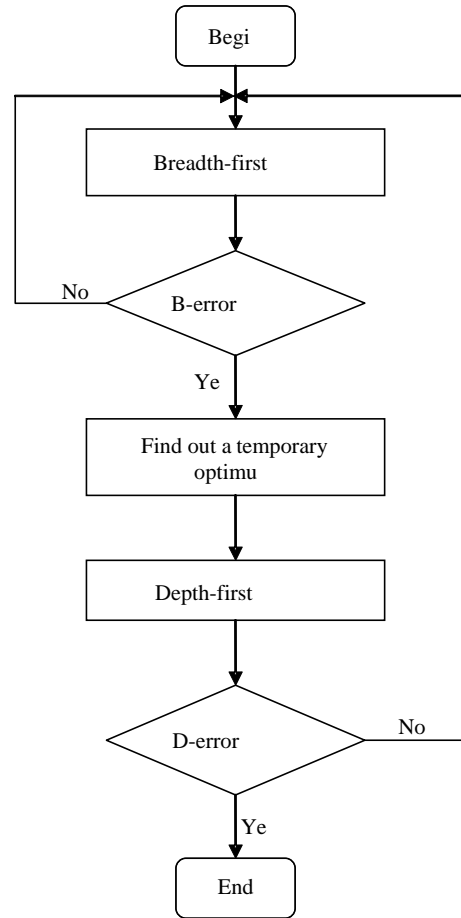 Begi
Breadth-first
No
B-error
Ye
Find out a temporary
optimu
Depth-first
No
D-error
Ye
End